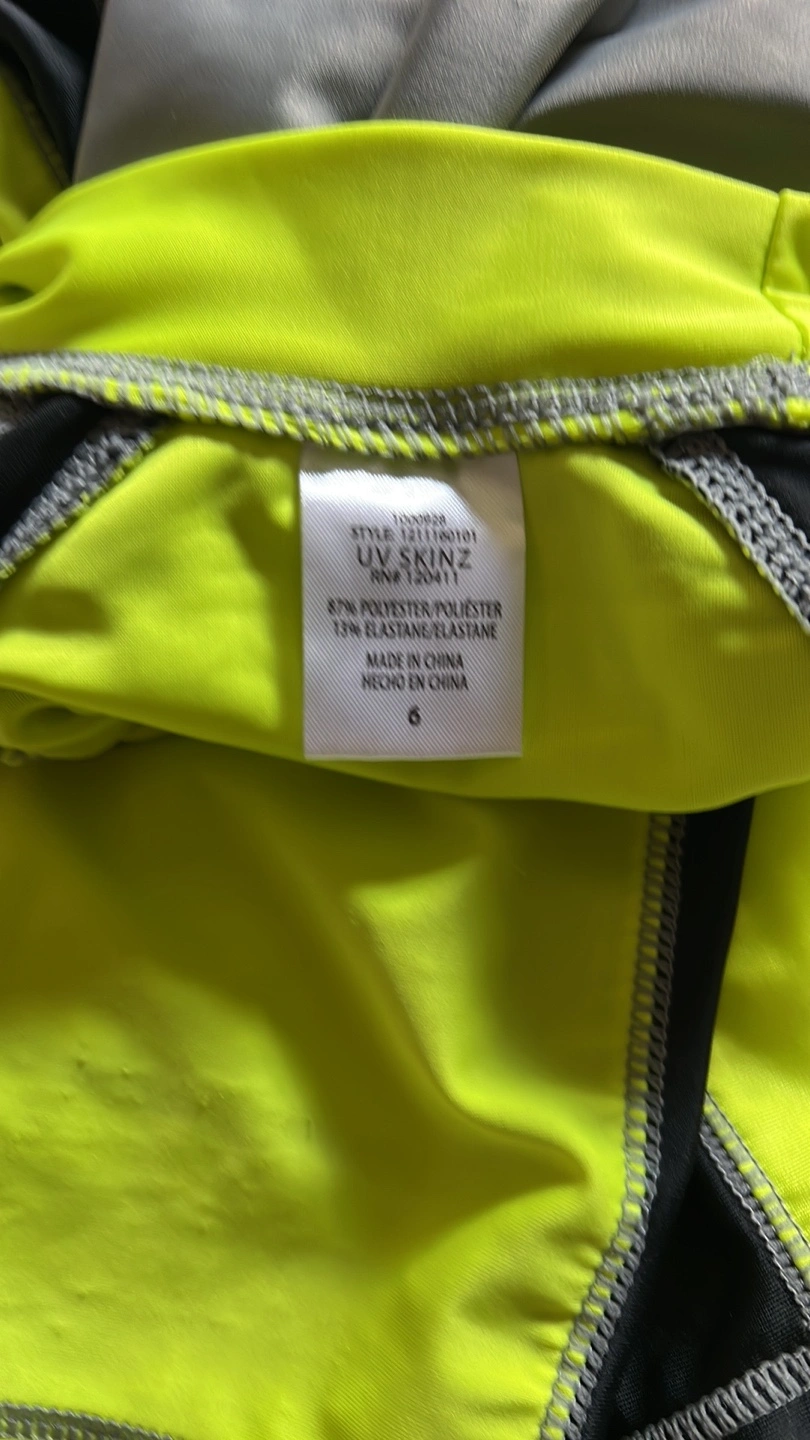 1000928
STYLE: 1211160101
UV SKINZ
RN# 120411
87% POLYESTER/POLIÉSTER
13% ELASTANE/ELASTANE
MADE IN CHINA
HECHO EN CHINA
6